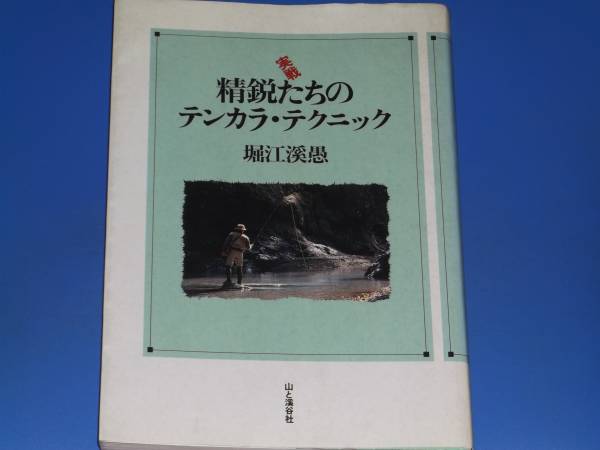 実戦
精鋭たちの
テンカラ・テクニック
堀江渓愚
山と溪谷社